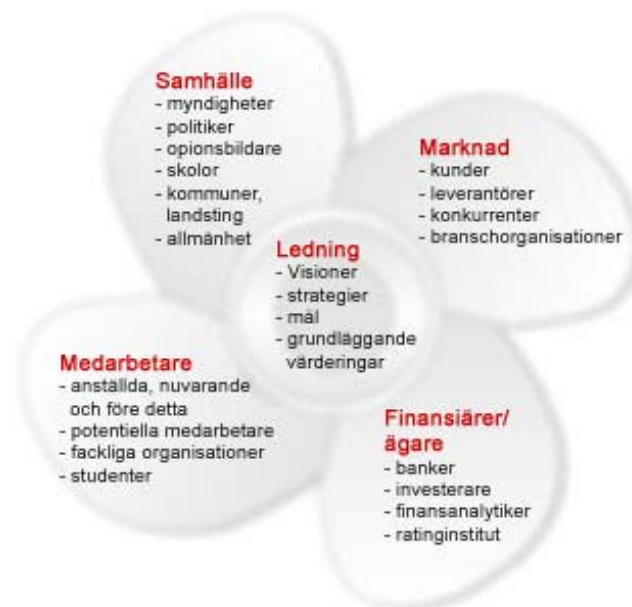 Samhälle
- myndigheter
- politiker
- opionsbildare
- skolor
- kommuner,
landsting
- allmänhet
Marknad
- kunder
- leverantörer
- konkurrenter
- branschorganisationer
Ledning
- Visioner
- strategier
- mål
- grundläggande
värderingar
Medarbetare
- anställda, nuvarande
och före detta
- potentiella medarbetare
- fackliga organisationer
- studenter
Finansiärer/
ägare
- banker
- investerare
- finansanalytiker
- ratinginstitut